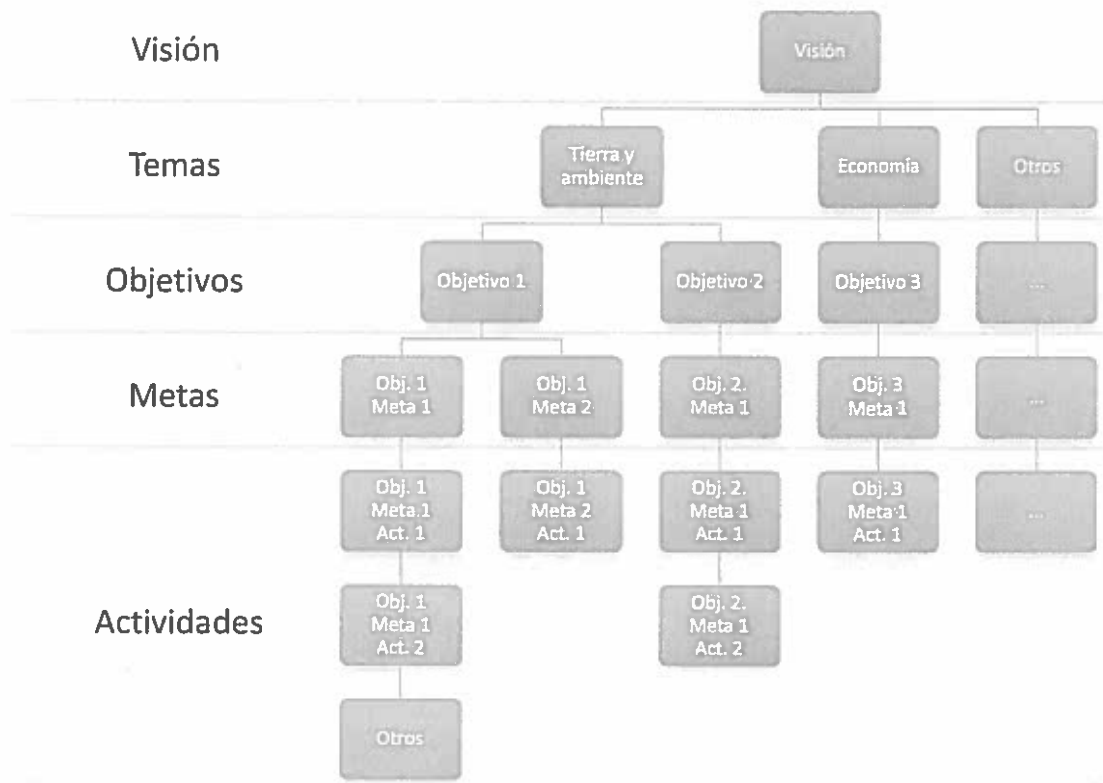 Visión
Visión
Temas
Tierra y
ambiente
Economía
Otros
Objetivos
Objetivo 1
Objetivo 2
Objetivo 3
...
Metas
Obj. 1
Meta 1
Obj. 1
Meta 2
Obj. 2.
Meta 1
Obj. 3
Meta 1
...
Actividades
Obj. 1
Meta 1
Act. 1
Obj. 1
Meta 2
Act. 1
Obj. 2.
Meta 1
Act. 1
Obj. 3
Meta 1
Act. 1
...
Obj. 1
Meta 1
Act. 2
Obj. 2.
Meta 1
Act. 2
Otros